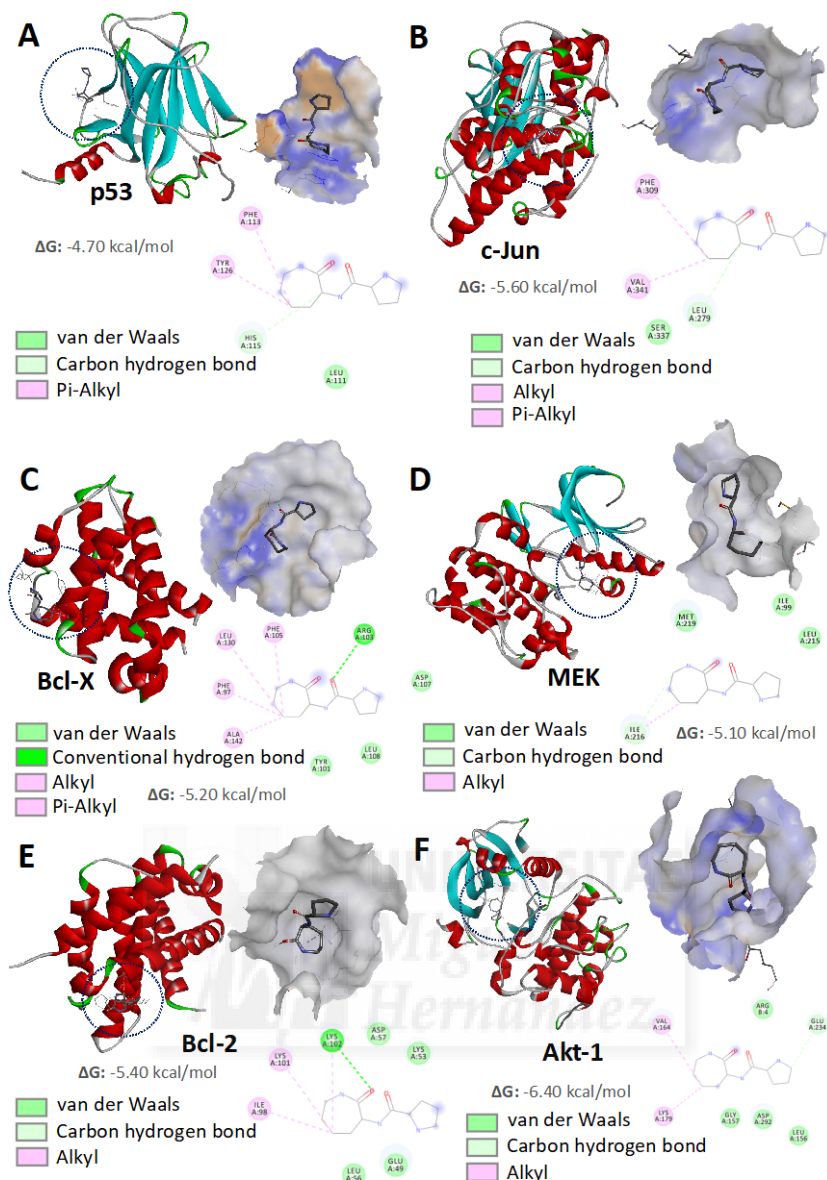 A
p53
ΔG: -4.70 kcal/mol
PHE
A:113
TYR
A:126
HIS
A:115
LEU
A:111
van der Waals
Carbon hydrogen bond
Pi-Alkyl
B
c-Jun
ΔG: -5.60 kcal/mol
PHE
A:309
VAL
A:341
LEU
A:279
SER
A:337
van der Waals
Carbon hydrogen bond
Alkyl
Pi-Alkyl
C
Bcl-X
LEU
A:130
PHE
A:105
ARG
A:103
PHE
A:97
ALA
A:142
TYR
A:101
LEU
A:108
ASP
A:107
van der Waals
Conventional hydrogen bond
Alkyl
Pi-Alkyl
ΔG: -5.20 kcal/mol
D
MEK
MET
A:219
ILE
A:99
LEU
A:215
ILE
A:216
ΔG: -5.10 kcal/mol
van der Waals
Carbon hydrogen bond
Alkyl
E
Bcl-2
ΔG: -5.40 kcal/mol
LYS
A:102
ASP
A:57
LYS
A:53
LYS
A:101
ILE
A:98
LEU
A:56
GLU
A:49
van der Waals
Carbon hydrogen bond
Alkyl
F
Akt-1
ΔG: -6.40 kcal/mol
ARG
B:4
GLU
A:234
VAL
A:164
LYS
A:179
GLY
A:157
ASP
A:292
LEU
A:156
van der Waals
Carbon hydrogen bond
Alkyl
UNIVERSITAS
Miguel
Hernández